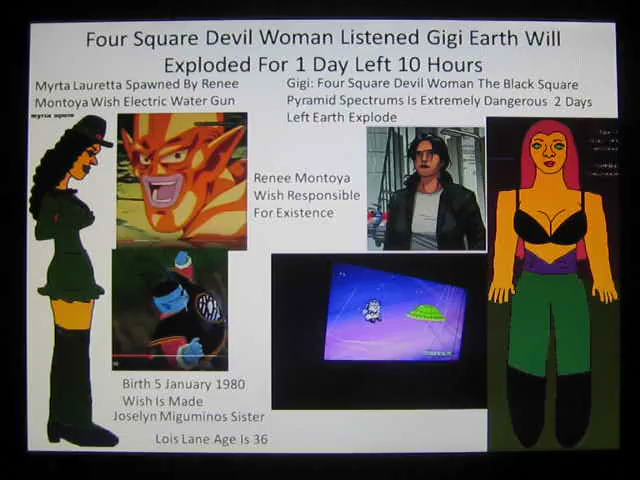 Four Square Devil Woman Listened Gigi Earth Will
Exploded For 1 Day Left 10 Hours
Myrta Lauretta Spawned By Renee
Montoya Wish Electric Water Gun
Gigi: Four Square Devil Woman The Black Square
Pyramid Spectrums Is Extremely Dangerous 2 Days
Left Earth Explode
Renee Montoya
Wish Responsible
For Existence
Birth 5 January 1980
Wish Is Made
Joselyn Miguminos Sister
Lois Lane Age Is 36